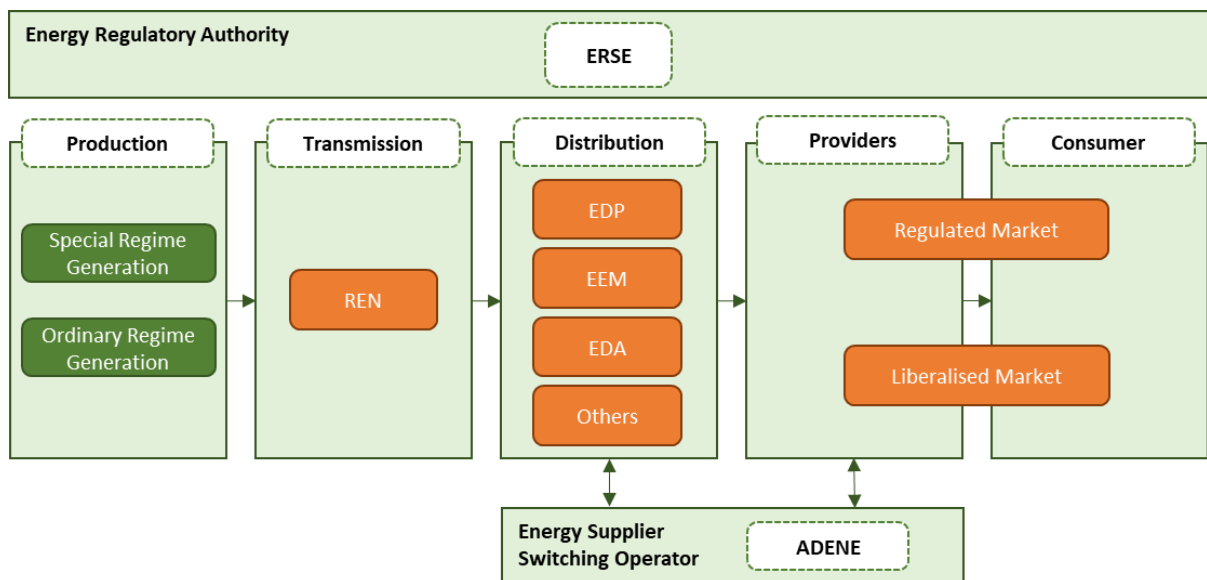 Energy Regulatory Authority
ERSE
Production
Transmission
Distribution
Providers
Consumer
Special Regime
Generation
Ordinary Regime
Generation
REN
EDP
EEM
EDA
Others
Regulated Market
Liberalised Market
Energy Supplier
Switching Operator
ADENE